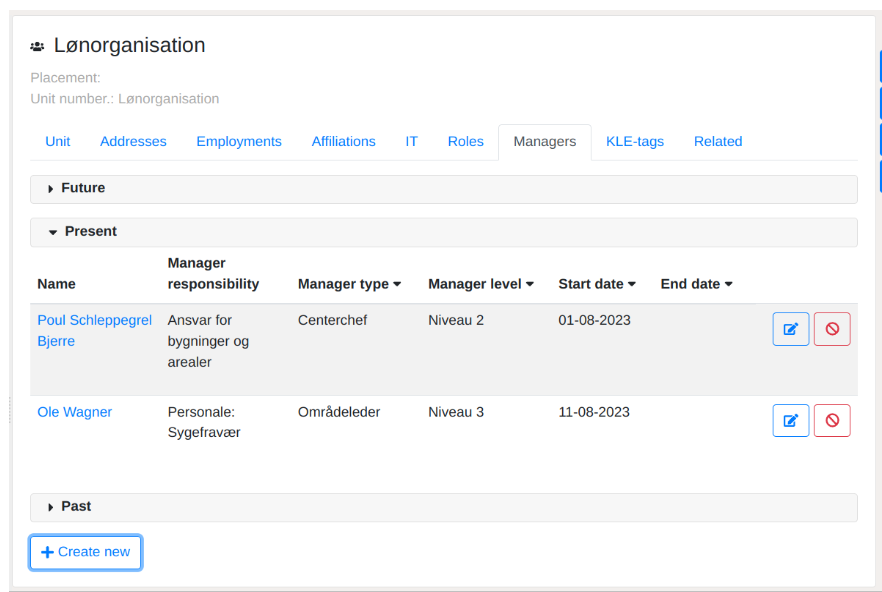 Lønorganisation
Placement:
Unit number.: Lønorganisation
Unit Addresses Employments Affiliations IT Roles Managers KLE-tags Related
Future
Present
Name Manager responsibility Manager type Manager level Start date End date
Poul Schleppegrel Ansvar for Centerchef Niveau 2 01-08-2023
Bjerre bygninger og
arealer
Ole Wagner Personale: Områdeleder Niveau 3 11-08-2023
Sygefravær
Past
Create new